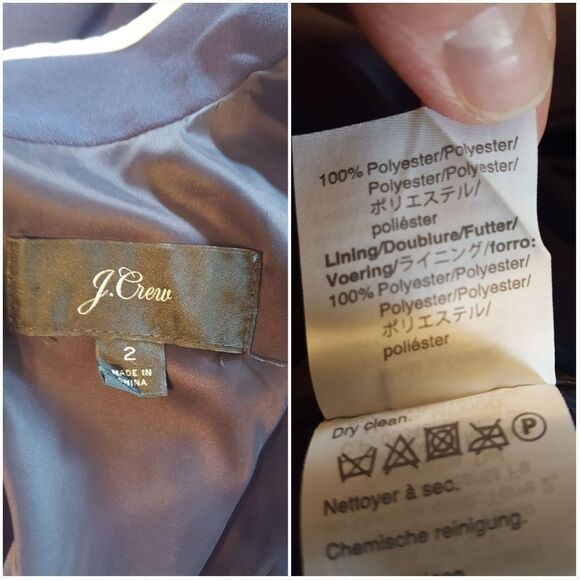 J.Crew
2
MADE IN
CHINA
100% Polyester/Polyester/
Polyester/Polyester/
ポリエステル/
poliéster
Lining/Doublure/Futter/
Voering/ライニング/forro:
100% Polyester/Polyester/
Polyester/Polyester/
ポリエステル/
poliéster
Dry clean.
P
Nettoyer à sec.
Chemische reinigung.